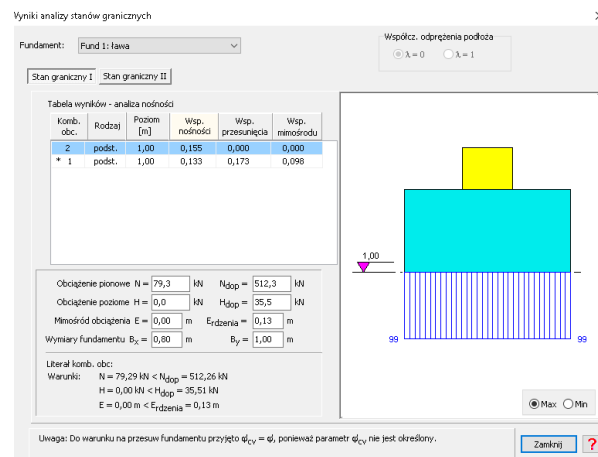 Wyniki analizy stanów granicznych
Fundament: Fund 1: ława
Współcz. odprężenia podłoża
λ = 0 λ = 1
Stan graniczny I Stan graniczny II
Tabela wyników - analiza nośności
Komb. obc. Rodzaj Poziom [m] Wsp. nośności Wsp. przesunięcia Wsp. mimośrodu
2 podst. 1,00 0,155 0,000 0,000
* 1 podst. 1,00 0,133 0,173 0,098
Obciążenie pionowe N = 79,3 kN Ndop = 512,3 kN
Obciążenie poziome H = 0,0 kN Hdop = 35,5 kN
Mimośród obciążenia E = 0,00 m Erdzenia = 0,13 m
Wymiary fundamentu Bx = 0,80 m By = 1,00 m
Literał komb. obc:
Warunki: N = 79,29 kN < Ndop = 512,26 kN
H = 0,00 kN < Hdop = 35,51 kN
E = 0,00 m < Erdzenia = 0,13 m
1,00
99 99
Max Min
Uwaga: Do warunku na przesuw fundamentu przyjęto φ'cv = φ', ponieważ parametr φ'cv nie jest określony.
Zamknij ?